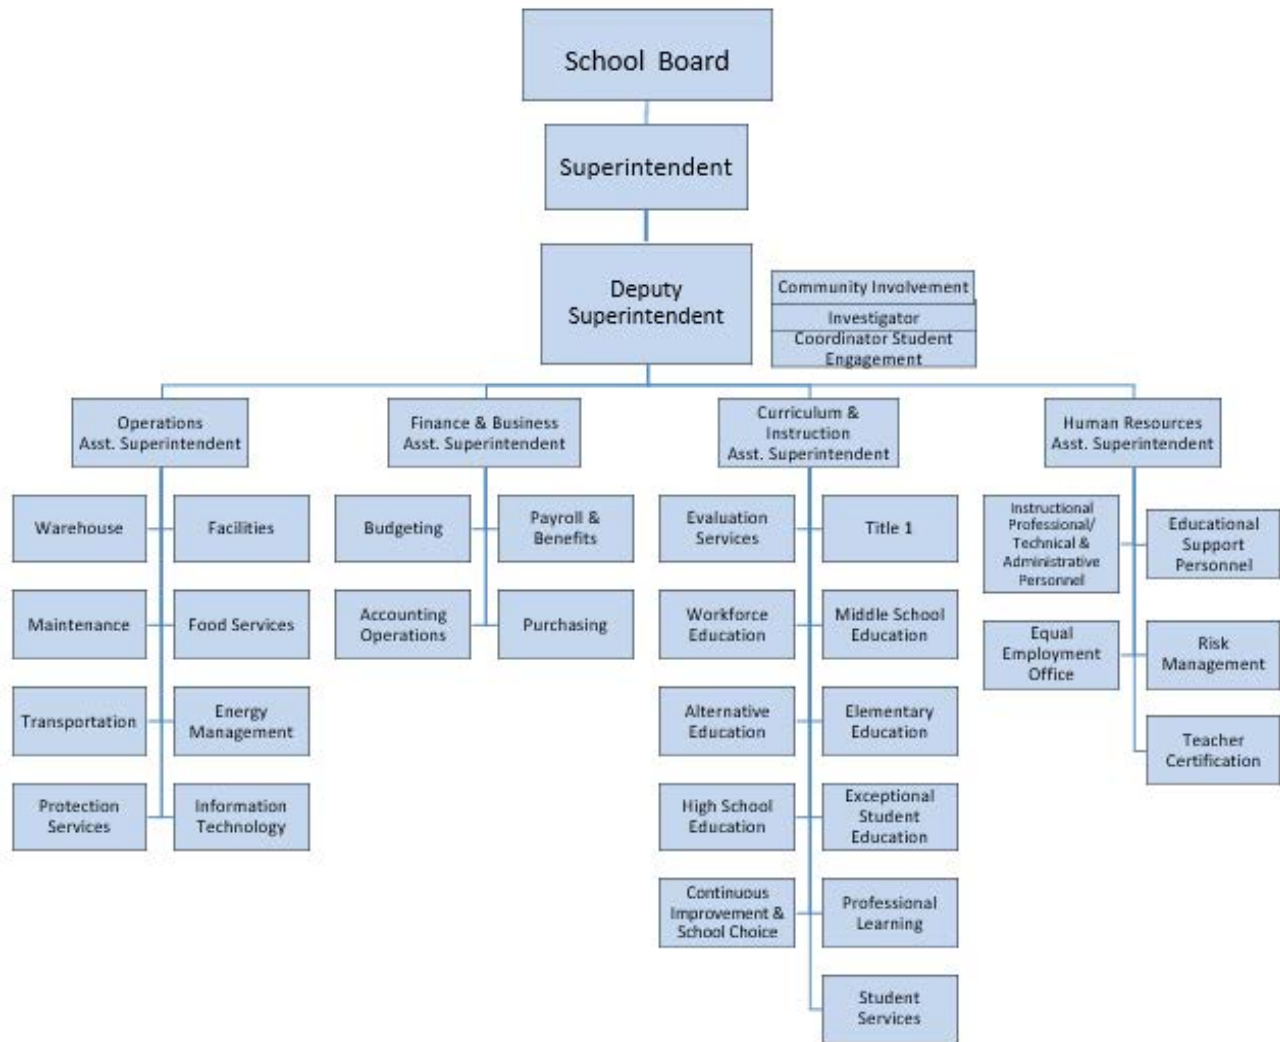 School Board
Superintendent
Deputy
Superintendent
Community Involvement
Investigator
Coordinator Student
Engagement
Operations
Asst. Superintendent
Finance & Business
Asst. Superintendent
Curriculum &
Instruction
Asst. Superintendent
Human Resources
Asst. Superintendent
Warehouse
Facilities
Maintenance
Food Services
Transportation
Energy
Management
Protection
Services
Information
Technology
Budgeting
Payroll &
Benefits
Accounting
Operations
Purchasing
Evaluation
Services
Title 1
Workforce
Education
Middle School
Education
Alternative
Education
Elementary
Education
High School
Education
Exceptional
Student
Education
Continuous
Improvement &
School Choice
Professional
Learning
Student
Services
Instructional
Professional/
Technical &
Administrative
Personnel
Educational
Support
Personnel
Equal
Employment
Office
Risk
Management
Teacher
Certification